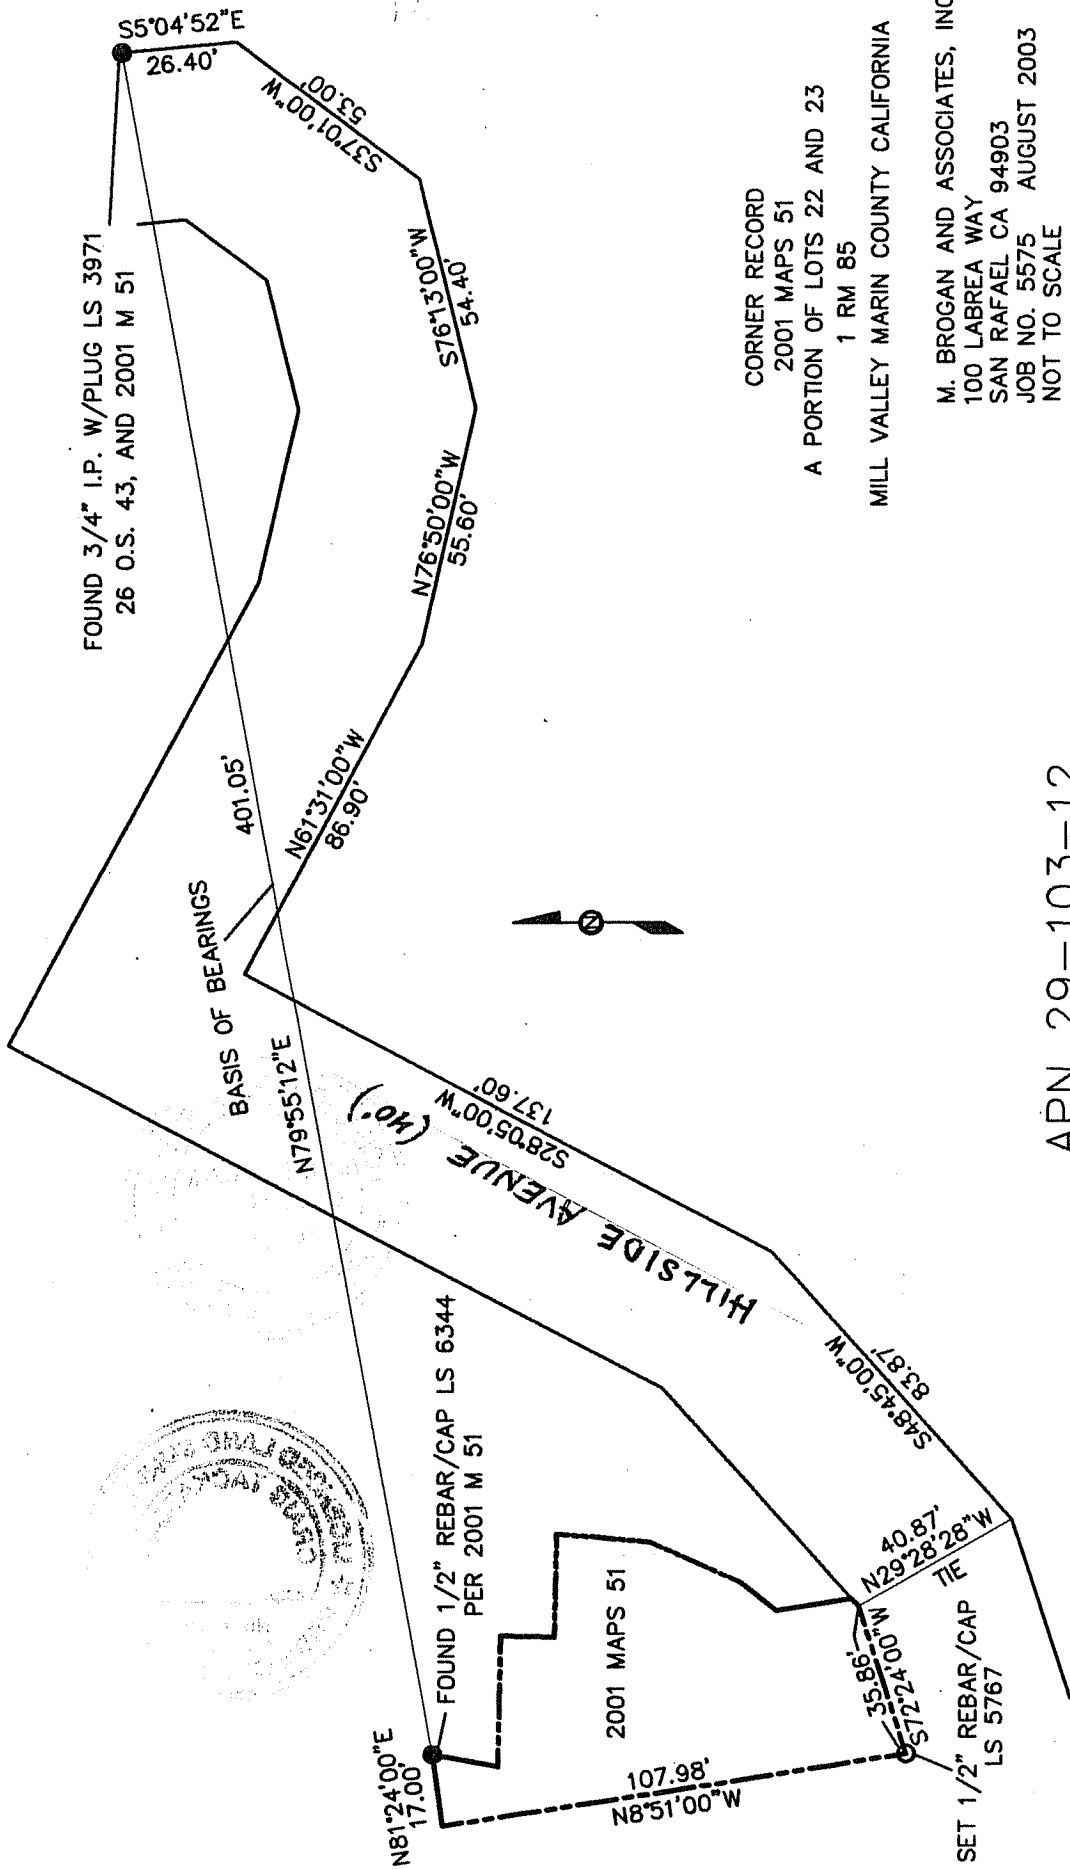 S5°04'52"E
26.40'
S37°01'00"W
53.00'
FOUND 3/4" I.P. W/PLUG LS 3971
26 O.S. 43, AND 2001 M 51
S76°13'00"W
54.40'
N76°50'00"W
55.60'
N61°31'00"W
86.90'
401.05'
BASIS OF BEARINGS
N79°55'12"E
S28°05'00"W
137.60'
HILLSIDE AVENUE (40')
S48°45'00"W
83.87'
FOUND 1/2" REBAR/CAP LS 6344
PER 2001 M 51
N81°24'00"E
17.00'
2001 MAPS 51
107.98'
N8°51'00"W
35.86'
S72°24'00"W
40.87'
N29°28'28"W
TIE
SET 1/2" REBAR/CAP
LS 5767
N
CORNER RECORD
2001 MAPS 51
A PORTION OF LOTS 22 AND 23
1 RM 85
MILL VALLEY MARIN COUNTY CALIFORNIA
M. BROGAN AND ASSOCIATES, INC
100 LABREA WAY
SAN RAFAEL CA 94903
JOB NO. 5575 AUGUST 2003
NOT TO SCALE
APN 29-103-12